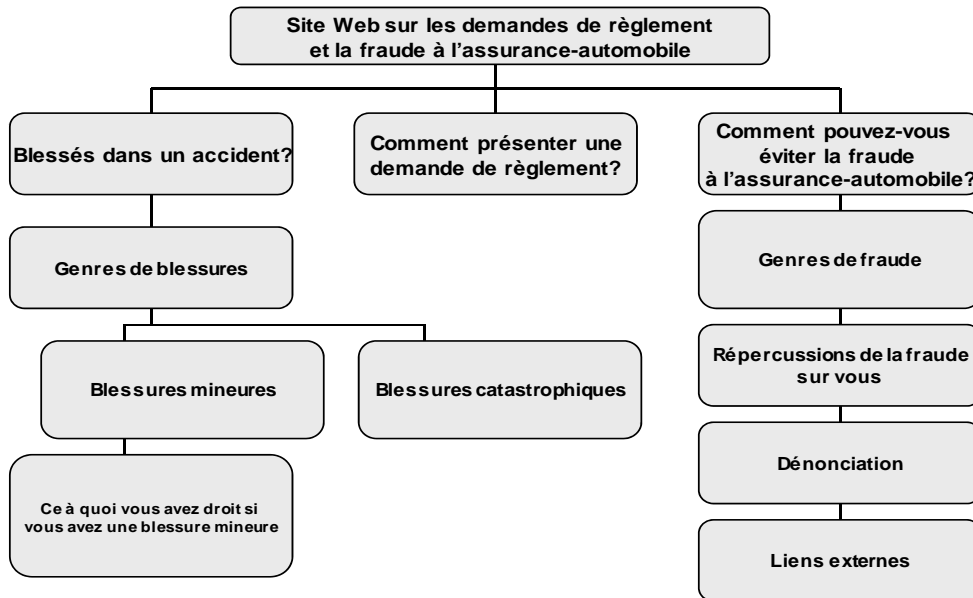 Site Web sur les demandes de règlement
et la fraude à l'assurance-automobile
Blessés dans un accident?
Comment présenter une
demande de règlement?
Comment pouvez-vous
éviter la fraude
à l'assurance-automobile?
Genres de blessures
Genres de fraude
Blessures mineures
Blessures catastrophiques
Répercussions de la fraude
sur vous
Ce à quoi vous avez droit si
vous avez une blessure mineure
Dénonciation
Liens externes